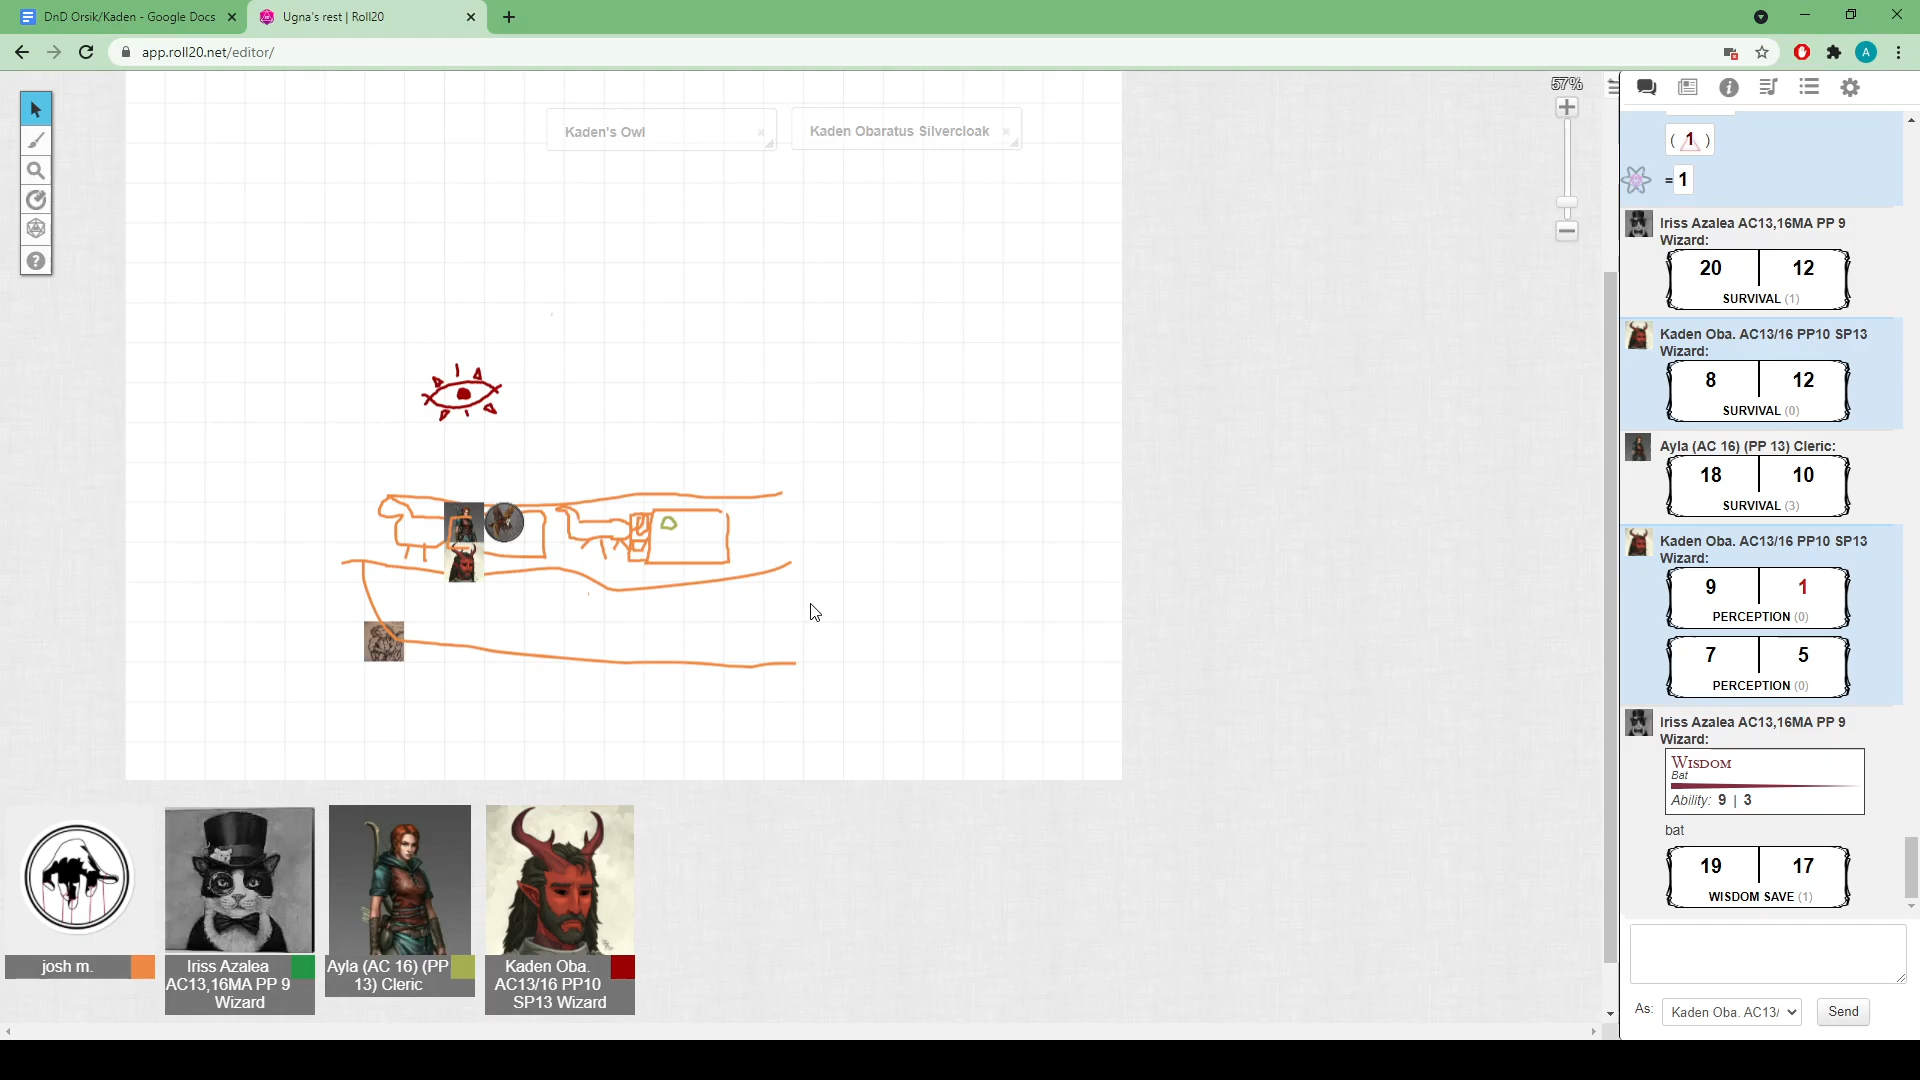 DnD Orsik/Kaden - Google Docs
Ugna's rest | Roll20
app.roll20.net/editor/
A
57%
Kaden's Owl
Kaden Obaratus Silvercloak
( 1 )
=1
Iriss Azalea AC13,16MA PP 9
Wizard:
20 12
SURVIVAL (1)
Kaden Oba. AC13/16 PP10 SP13
Wizard:
8 12
SURVIVAL (0)
Ayla (AC 16) (PP 13) Cleric:
18 10
SURVIVAL (3)
Kaden Oba. AC13/16 PP10 SP13
Wizard:
9 1
PERCEPTION (0)
7 5
PERCEPTION (0)
Iriss Azalea AC13,16MA PP 9
Wizard:
WISDOM
Bat
Ability: 9 | 3
bat
19 17
WISDOM SAVE (1)
As: Kaden Oba. AC13/ Send
josh m.
Iriss Azalea
AC13,16MA PP 9
Wizard
Ayla (AC 16) (PP
13) Cleric
Kaden Oba.
AC13/16 PP10
SP13 Wizard